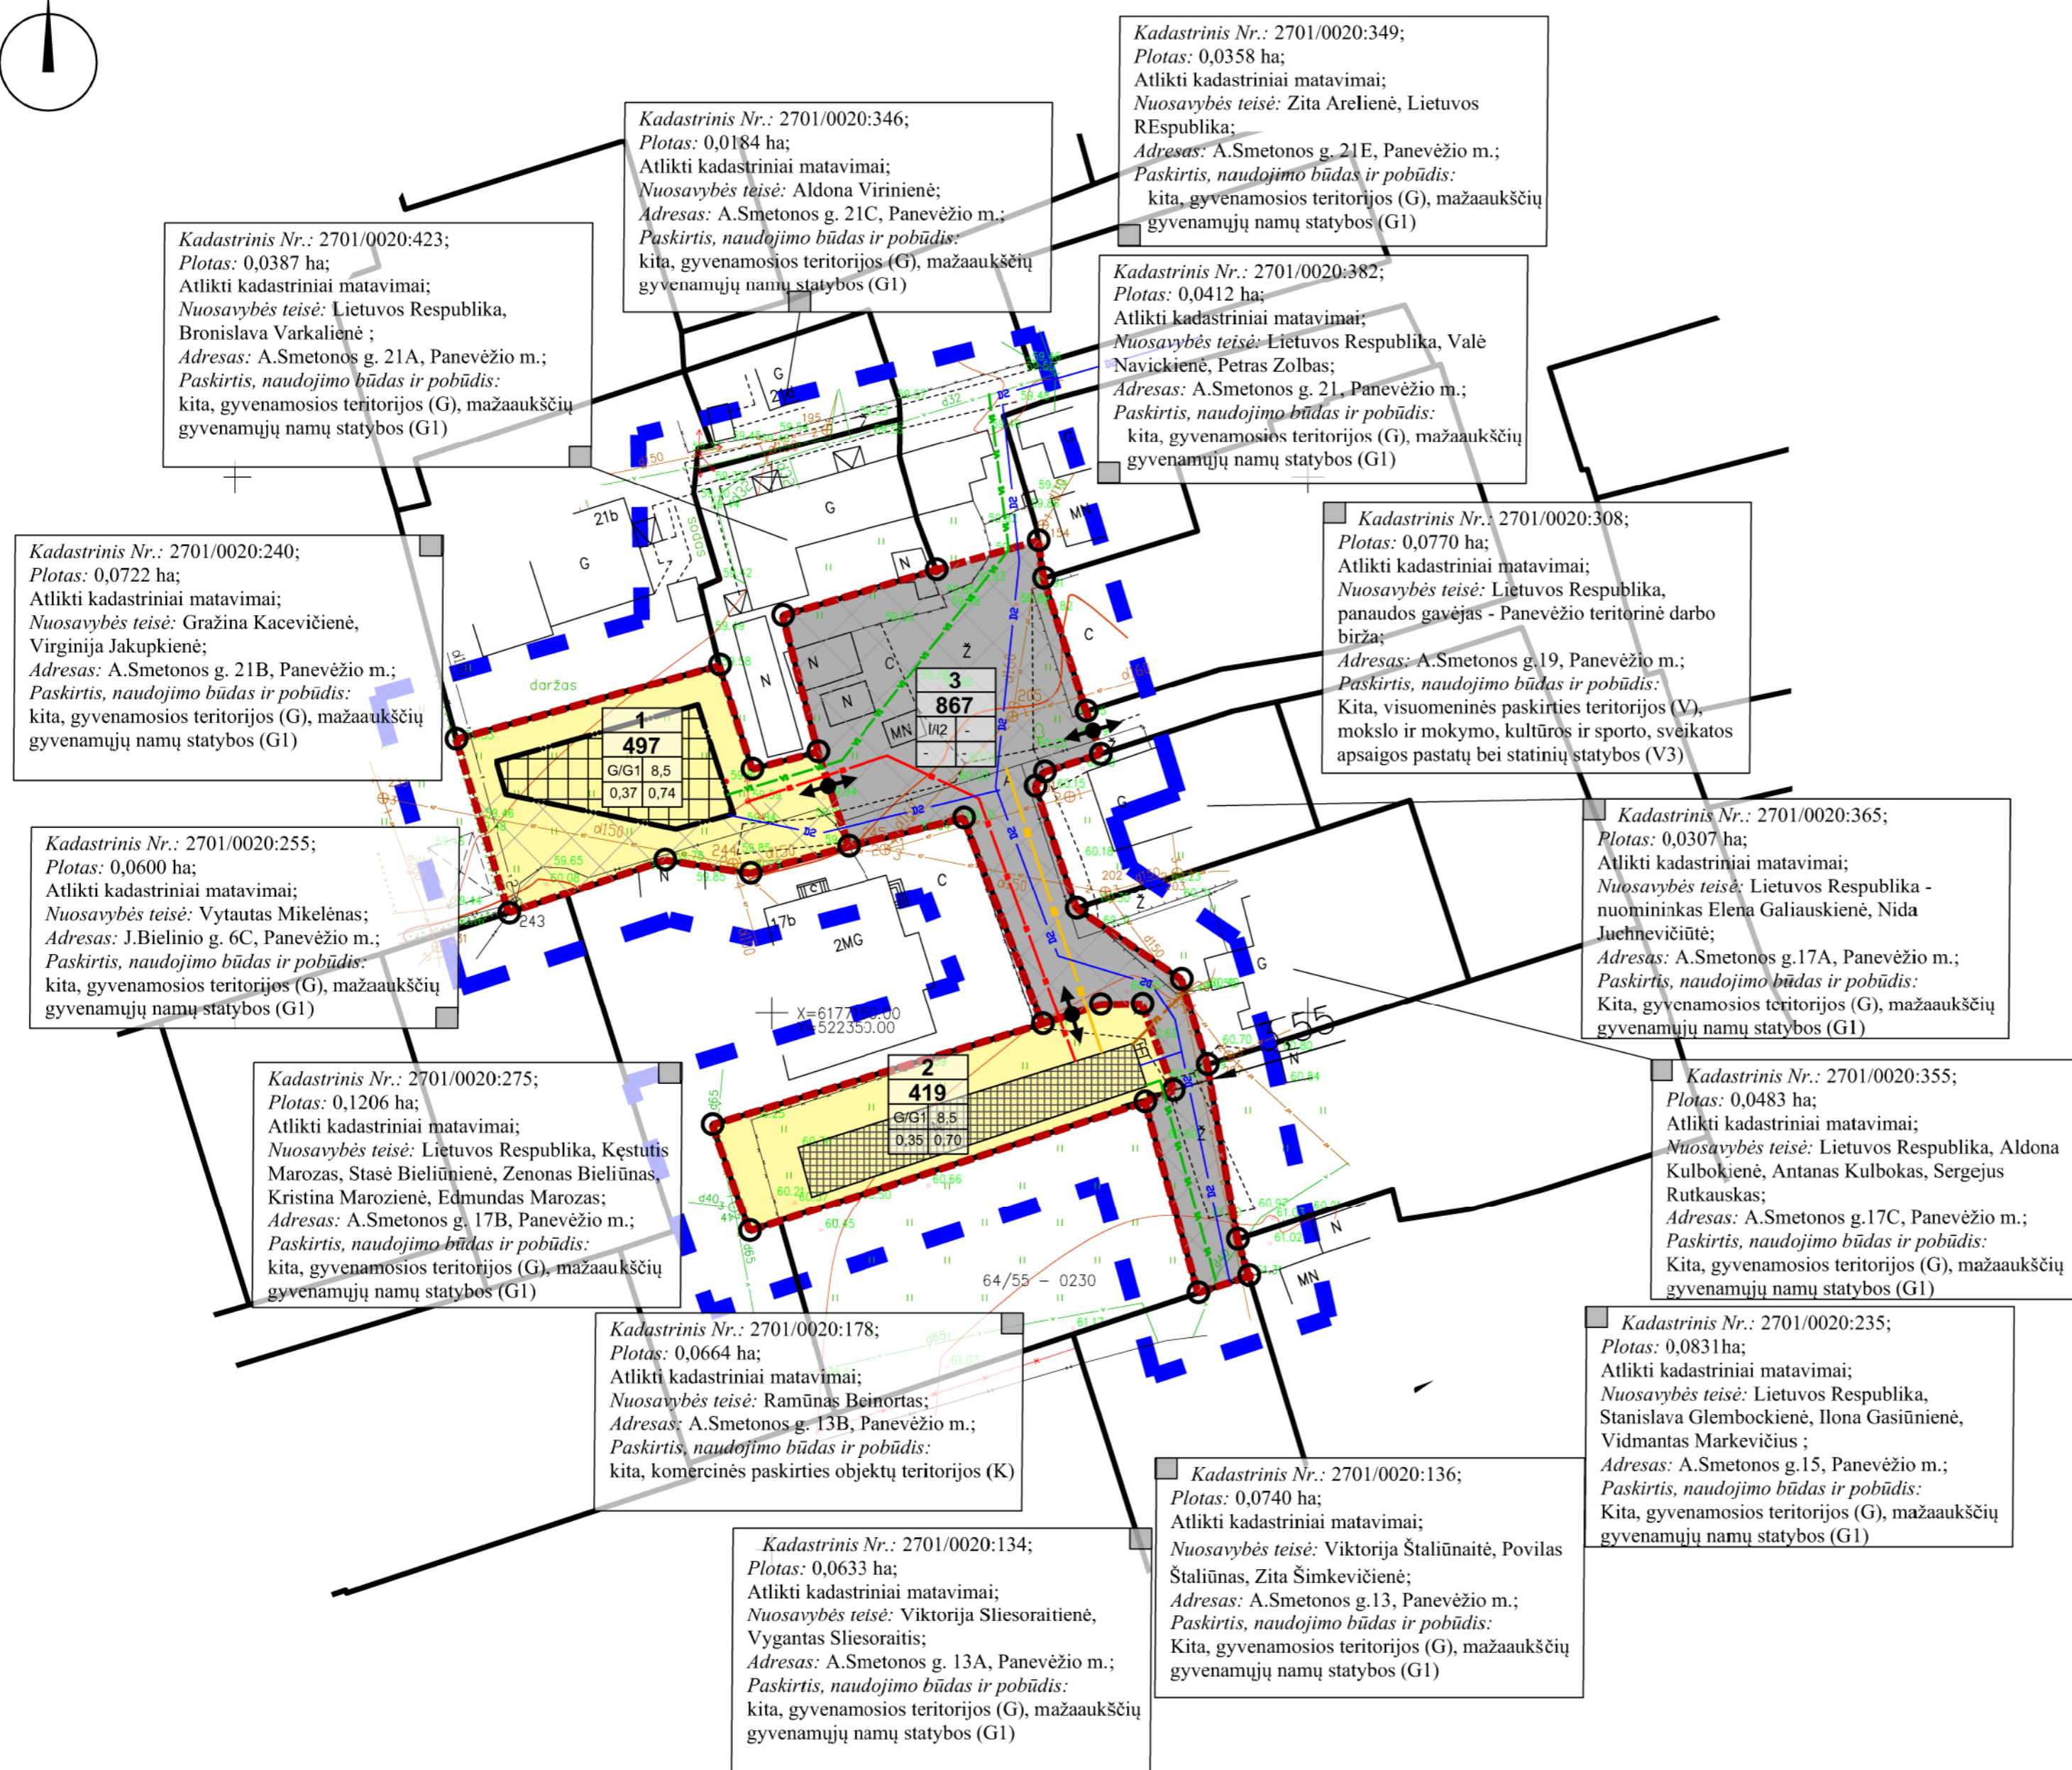 Kadastrinis Nr.: 2701/0020:349;
Plotas: 0,0358 ha;
Atlikti kadastriniai matavimai;
Nuosavybės teisė: Zita Arelienė, Lietuvos
REspublika;
Adresas: A.Smetonos g. 21E, Panevėžio m.;
Paskirtis, naudojimo būdas ir pobūdis:
kita, gyvenamosios teritorijos (G), mažaaukščių
gyvenamųjų namų statybos (G1)
Kadastrinis Nr.: 2701/0020:346;
Plotas: 0,0184 ha;
Atlikti kadastriniai matavimai;
Nuosavybės teisė: Aldona Virinienė;
Adresas: A.Smetonos g. 21C, Panevėžio m.;
Paskirtis, naudojimo būdas ir pobūdis:
kita, gyvenamosios teritorijos (G), mažaaukščių
gyvenamųjų namų statybos (G1)
Kadastrinis Nr.: 2701/0020:423;
Plotas: 0,0387 ha;
Atlikti kadastriniai matavimai;
Nuosavybės teisė: Lietuvos Respublika,
Bronislava Varkalienė ;
Adresas: A.Smetonos g. 21A, Panevėžio m.;
Paskirtis, naudojimo būdas ir pobūdis:
kita, gyvenamosios teritorijos (G), mažaaukščių
gyvenamųjų namų statybos (G1)
Kadastrinis Nr.: 2701/0020:382;
Plotas: 0,0412 ha;
Atlikti kadastriniai matavimai;
Nuosavybės teisė: Lietuvos Respublika, Valė
Navickienė, Petras Zolbas;
Adresas: A.Smetonos g. 21, Panevėžio m.;
Paskirtis, naudojimo būdas ir pobūdis:
kita, gyvenamosios teritorijos (G), mažaaukščių
gyvenamųjų namų statybos (G1)
Kadastrinis Nr.: 2701/0020:308;
Plotas: 0,0770 ha;
Atlikti kadastriniai matavimai;
Nuosavybės teisė: Lietuvos Respublika,
panaudos gavėjas - Panevėžio teritorinė darbo
birža;
Adresas: A.Smetonos g.19, Panevėžio m.;
Paskirtis, naudojimo būdas ir pobūdis:
Kita, visuomeninės paskirties teritorijos (V),
mokslo ir mokymo, kultūros ir sporto, sveikatos
apsaigos pastatų bei statinių statybos (V3)
Kadastrinis Nr.: 2701/0020:240;
Plotas: 0,0722 ha;
Atlikti kadastriniai matavimai;
Nuosavybės teisė: Gražina Kacevičienė,
Virginija Jakupkienė;
Adresas: A.Smetonos g. 21B, Panevėžio m.;
Paskirtis, naudojimo būdas ir pobūdis:
kita, gyvenamosios teritorijos (G), mažaaukščių
gyvenamųjų namų statybos (G1)
G
21d
21b
G
G
sodas
daržas
N
N
N
N
C
Ž
MN
MN
C
G
1
497
G/G1 8,5
0,37 0,74
3
867
I/I2 -
- -
Kadastrinis Nr.: 2701/0020:255;
Plotas: 0,0600 ha;
Atlikti kadastriniai matavimai;
Nuosavybės teisė: Vytautas Mikelėnas;
Adresas: J.Bielinio g. 6C, Panevėžio m.;
Paskirtis, naudojimo būdas ir pobūdis:
kita, gyvenamosios teritorijos (G), mažaaukščių
gyvenamųjų namų statybos (G1)
Kadastrinis Nr.: 2701/0020:365;
Plotas: 0,0307 ha;
Atlikti kadastriniai matavimai;
Nuosavybės teisė: Lietuvos Respublika -
nuomininkas Elena Galiauskienė, Nida
Juchnevičiūtė;
Adresas: A.Smetonos g.17A, Panevėžio m.;
Paskirtis, naudojimo būdas ir pobūdis:
Kita, gyvenamosios teritorijos (G), mažaaukščių
gyvenamųjų namų statybos (G1)
243
N
17b
2MG
C
Ž
G
X=6177150.00
Y=522355.00
2
419
G/G1 8,5
0,35 0,70
Kadastrinis Nr.: 2701/0020:275;
Plotas: 0,1206 ha;
Atlikti kadastriniai matavimai;
Nuosavybės teisė: Lietuvos Respublika, Kęstutis
Marozas, Stasė Bieliūnienė, Zenonas Bieliūnas,
Kristina Marozienė, Edmundas Marozas;
Adresas: A.Smetonos g. 17B, Panevėžio m.;
Paskirtis, naudojimo būdas ir pobūdis:
kita, gyvenamosios teritorijos (G), mažaaukščių
gyvenamųjų namų statybos (G1)
Kadastrinis Nr.: 2701/0020:355;
Plotas: 0,0483 ha;
Atlikti kadastriniai matavimai;
Nuosavybės teisė: Lietuvos Respublika, Aldona
Kulbokienė, Antanas Kulbokas, Sergejus
Rutkauskas;
Adresas: A.Smetonos g.17C, Panevėžio m.;
Paskirtis, naudojimo būdas ir pobūdis:
Kita, gyvenamosios teritorijos (G), mažaaukščių
gyvenamųjų namų statybos (G1)
N
N
MN
64/55 - 0230
Kadastrinis Nr.: 2701/0020:178;
Plotas: 0,0664 ha;
Atlikti kadastriniai matavimai;
Nuosavybės teisė: Ramūnas Beinortas;
Adresas: A.Smetonos g. 13B, Panevėžio m.;
Paskirtis, naudojimo būdas ir pobūdis:
kita, komercinės paskirties objektų teritorijos (K)
Kadastrinis Nr.: 2701/0020:235;
Plotas: 0,0831ha;
Atlikti kadastriniai matavimai;
Nuosavybės teisė: Lietuvos Respublika,
Stanislava Glembockienė, Ilona Gasiūnienė,
Vidmantas Markevičius ;
Adresas: A.Smetonos g.15, Panevėžio m.;
Paskirtis, naudojimo būdas ir pobūdis:
Kita, gyvenamosios teritorijos (G), mažaaukščių
gyvenamųjų namų statybos (G1)
Kadastrinis Nr.: 2701/0020:136;
Plotas: 0,0740 ha;
Atlikti kadastriniai matavimai;
Nuosavybės teisė: Viktorija Štaliūnaitė, Povilas
Štaliūnas, Zita Šimkevičienė;
Adresas: A.Smetonos g.13, Panevėžio m.;
Paskirtis, naudojimo būdas ir pobūdis:
Kita, gyvenamosios teritorijos (G), mažaaukščių
gyvenamųjų namų statybos (G1)
Kadastrinis Nr.: 2701/0020:134;
Plotas: 0,0633 ha;
Atlikti kadastriniai matavimai;
Nuosavybės teisė: Viktorija Sliesoraitienė,
Vygantas Sliesoraitis;
Adresas: A.Smetonos g. 13A, Panevėžio m.;
Paskirtis, naudojimo būdas ir pobūdis:
kita, gyvenamosios teritorijos (G), mažaaukščių
gyvenamųjų namų statybos (G1)